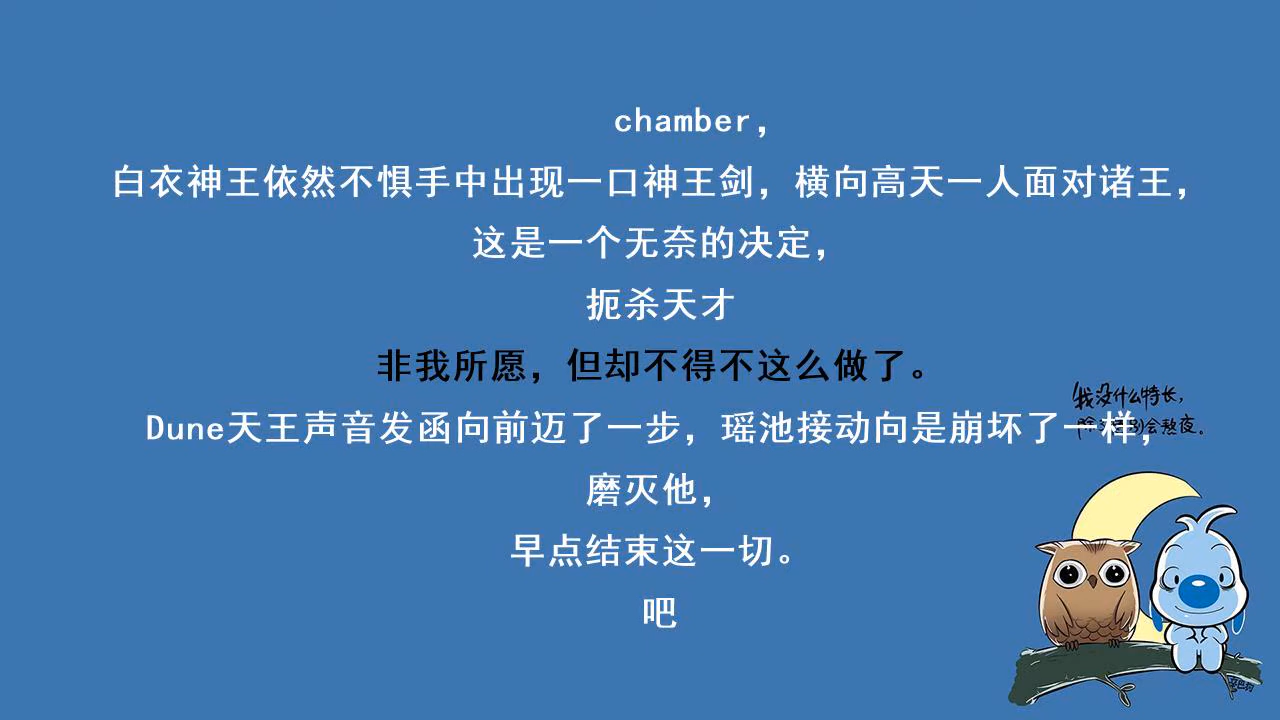 chamber，
白衣神王依然不惧手中出现一口神王剑，横向高天一人面对诸王，
这是一个无奈的决定，
扼杀天才
非我所愿，但却不得不这么做了。
我没什么特长，
Dune天王声音发函向前迈了一步，瑶池接动向是崩坏了一样，
会熬夜。
磨灭他，
早点结束这一切。
吧